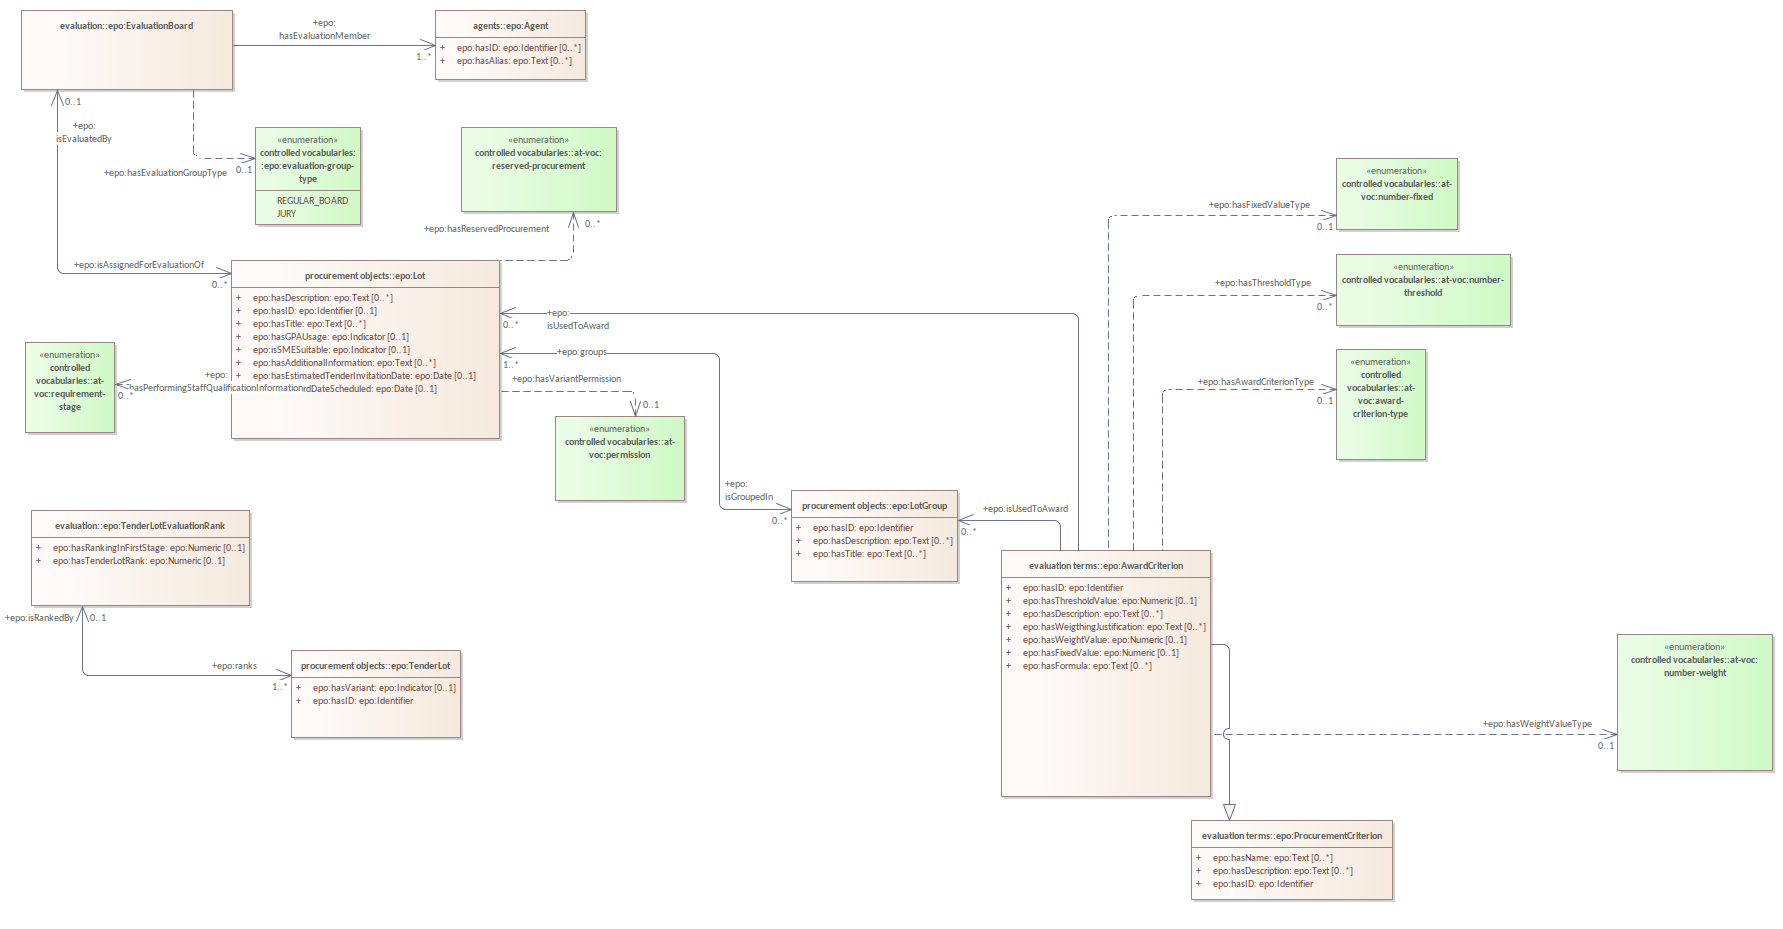 evaluation::epo:EvaluationBoard
+epo:
hasEvaluationMember
1..*
agents::epo:Agent
+ epo:hasID: epo:Identifier [0..*]
+ epo:hasAlias: epo:Text [0..*]
0..1
+epo:
isEvaluatedBy
+epo:hasEvaluationGroupType
0..1
«enumeration»
controlled vocabularies:
:epo:evaluation-group-
type
REGULAR_BOARD
JURY
«enumeration»
controlled vocabularies::at-voc:
reserved-procurement
+epo:hasReservedProcurement
0..*
+epo:isAssignedForEvaluationOf
0..*
procurement objects::epo:Lot
+ epo:hasDescription: epo:Text [0..*]
+ epo:hasID: epo:Identifier [0..1]
+ epo:hasTitle: epo:Text [0..*]
+ epo:hasGPAUsage: epo:Indicator [0..1]
+ epo:isSMESuitable: epo:Indicator [0..1]
+ epo:hasAdditionalInformation: epo:Text [0..*]
+ epo:hasEstimatedTenderInvitationDate: epo:Date [0..1]
rdDateScheduled: epo:Date [0..1]
+epo:
hasPerformingStaffQualificationInformation
0..*
«enumeration»
controlled
vocabularies::at-
voc:requirement-
stage
+epo:
isUsedToAward
0..*
+epo:groups
1..*
+epo:hasVariantPermission
0..1
«enumeration»
controlled vocabularies::at-
voc:permission
+epo:
isGroupedIn
0..*
procurement objects::epo:LotGroup
+ epo:hasID: epo:Identifier
+ epo:hasDescription: epo:Text [0..*]
+ epo:hasTitle: epo:Text [0..*]
+epo:isUsedToAward
0..*
+epo:hasFixedValueType
0..1
«enumeration»
controlled vocabularies::at-
voc:number-fixed
+epo:hasThresholdType
0..*
«enumeration»
controlled vocabularies::at-voc:number-
threshold
+epo:hasAwardCriterionType
0..1
«enumeration»
controlled
vocabularies::at-
voc:award-
criterion-type
evaluation::epo:TenderLotEvaluationRank
+ epo:hasRankingInFirstStage: epo:Numeric [0..1]
+ epo:hasTenderLotRank: epo:Numeric [0..1]
+epo:isRankedBy
0..1
+epo:ranks
1..*
procurement objects::epo:TenderLot
+ epo:hasVariant: epo:Indicator [0..1]
+ epo:hasID: epo:Identifier
evaluation terms::epo:AwardCriterion
+ epo:hasID: epo:Identifier
+ epo:hasThresholdValue: epo:Numeric [0..1]
+ epo:hasDescription: epo:Text [0..*]
+ epo:hasWeigthingJustification: epo:Text [0..*]
+ epo:hasWeightValue: epo:Numeric [0..1]
+ epo:hasFixedValue: epo:Numeric [0..1]
+ epo:hasFormula: epo:Text [0..*]
+epo:hasWeightValueType
0..1
«enumeration»
controlled vocabularies::at-voc:
number-weight
evaluation terms::epo:ProcurementCriterion
+ epo:hasName: epo:Text [0..*]
+ epo:hasDescription: epo:Text [0..*]
+ epo:hasID: epo:Identifier